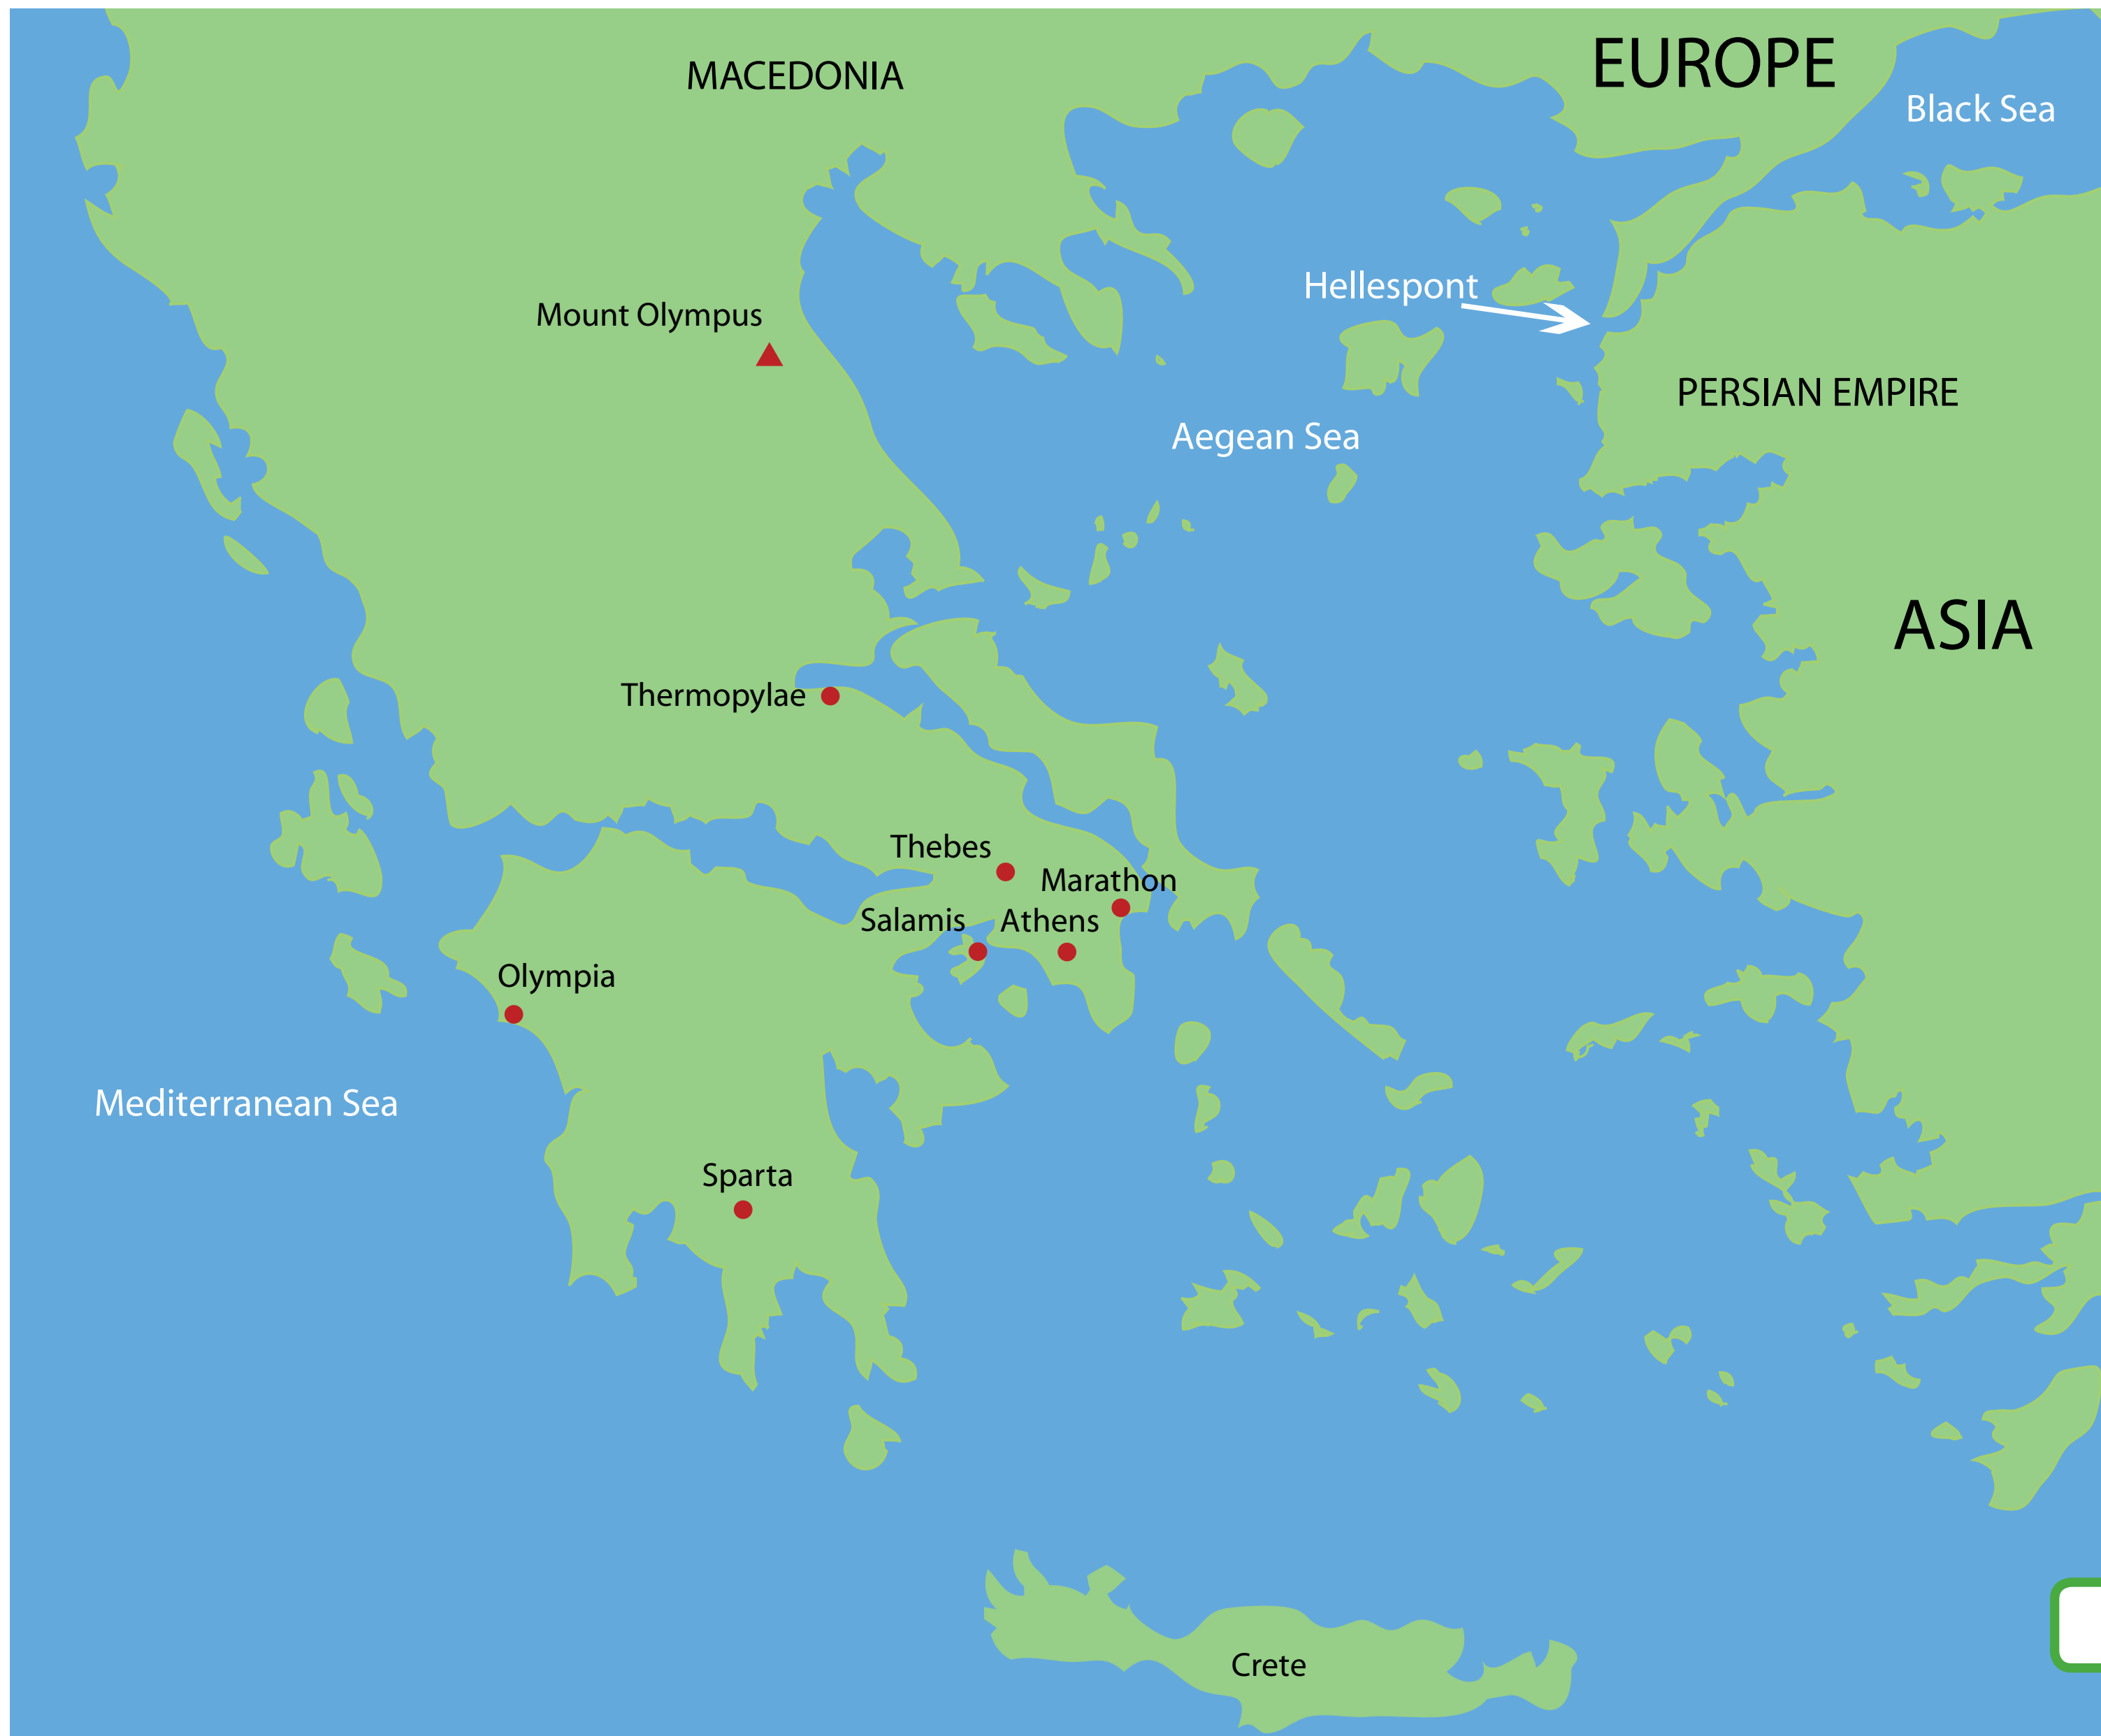 EUROPE
MACEDONIA
Black Sea
Hellespont
Mount Olympus
PERSIAN EMPIRE
Aegean Sea
ASIA
Thermopylae
Thebes
Marathon
Salamis
Athens
Olympia
Mediterranean Sea
Sparta
Crete